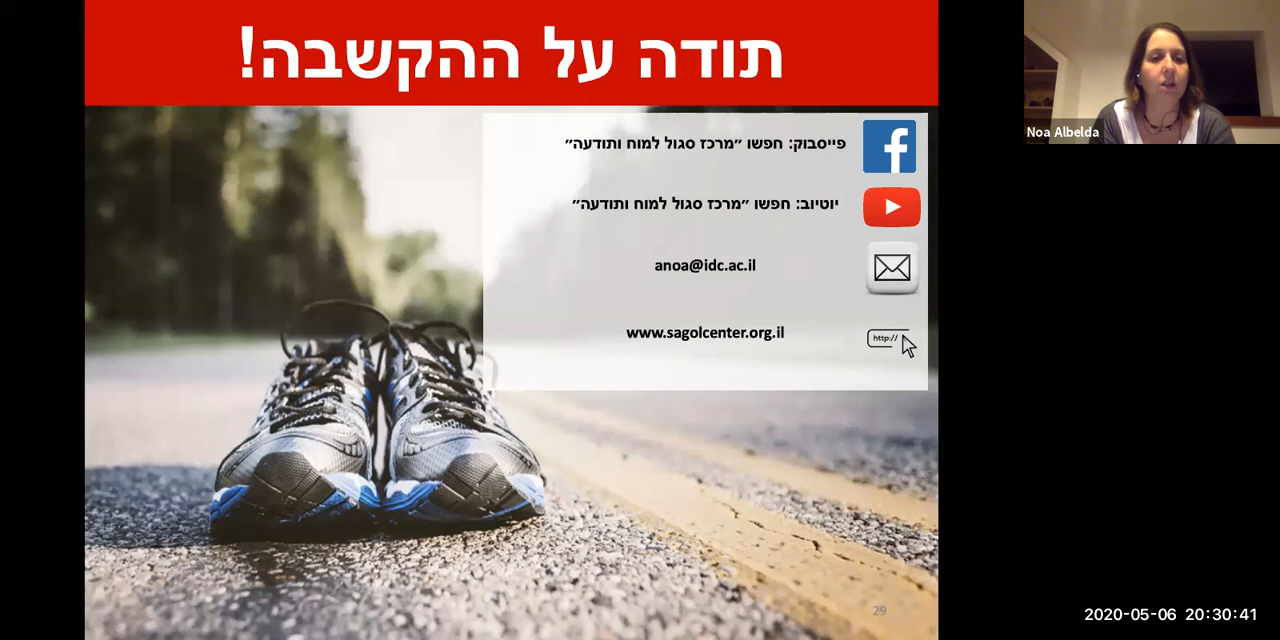 תודה על ההקשבה!
פייסבוק: חפשו ״מרכז סגול למוח ותודעה״
יוטיוב: חפשו ״מרכז סגול למוח ותודעה״
anoa@idc.ac.il
www.sagolcenter.org.il
http://
29
Noa Albelda
2020-05-06 20:30:41